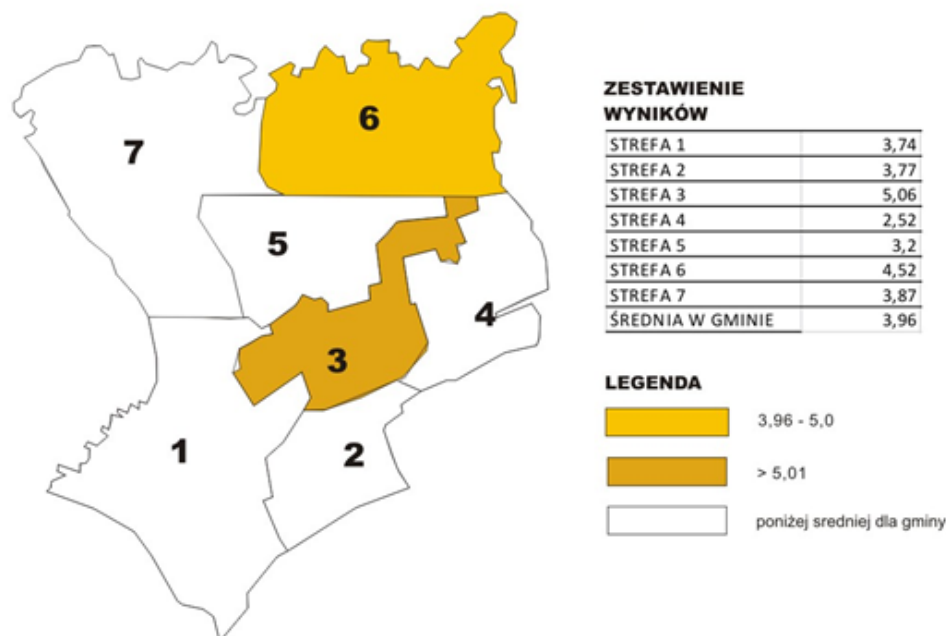 7
6
5
4
3
1
2
ZESTAWIENIE
WYNIKÓW
STREFA 1 3,74
STREFA 2 3,77
STREFA 3 5,06
STREFA 4 2,52
STREFA 5 3,2
STREFA 6 4,52
STREFA 7 3,87
ŚREDNIA W GMINIE 3,96
LEGENDA
3,96 - 5,0
> 5,01
poniżej sredniej dla gminy